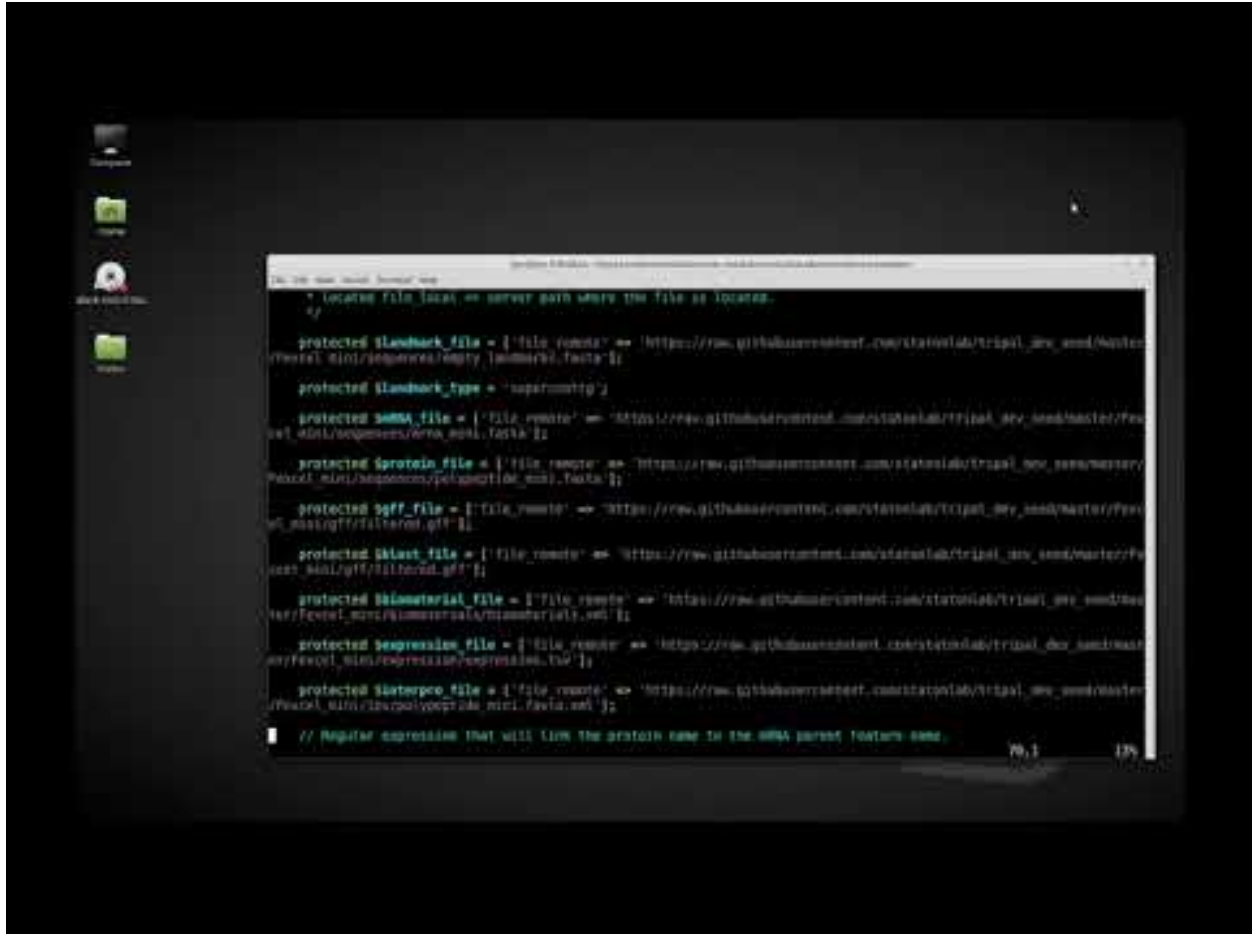 Computer
Home
* located file_local => server path where the file is located.
*/
protected $landmark_file = ['file_remote' => 'https://raw.githubusercontent.com/statonlab/tripal_dev_seed/master
/Fexcel_mini/sequences/empty_landmarks.fasta'];
protected $landmark_type = 'supercontig';
protected $mRNA_file = ['file_remote' => 'https://raw.githubusercontent.com/statonlab/tripal_dev_seed/master/Fex
cel_mini/sequences/mrna_mini.fasta'];
protected $protein_file = ['file_remote' => 'https://raw.githubusercontent.com/statonlab/tripal_dev_seed/master/
Fexcel_mini/sequences/polypeptide_mini.fasta'];
protected $gff_file = ['file_remote' => 'https://raw.githubusercontent.com/statonlab/tripal_dev_seed/master/Fexc
el_mini/gff/filtered.gff'];
protected $blast_file = ['file_remote' => 'https://raw.githubusercontent.com/statonlab/tripal_dev_seed/master/Fe
xcel_mini/gff/filtered.gff'];
protected $biomaterial_file = ['file_remote' => 'https://raw.githubusercontent.com/statonlab/tripal_dev_seed/mas
ter/Fexcel_mini/biomaterials/biomaterials.xml'];
protected $expression_file = ['file_remote' => 'https://raw.githubusercontent.com/statonlab/tripal_dev_seed/mast
er/Fexcel_mini/expression/expression.tsv'];
protected $interpro_file = ['file_remote' => 'https://raw.githubusercontent.com/statonlab/tripal_dev_seed/master
/Fexcel_mini/ips/polypeptide_mini.fasta.xml'];
// Regular expression that will link the protein name to the mRNA parent feature name.
70,1 13%